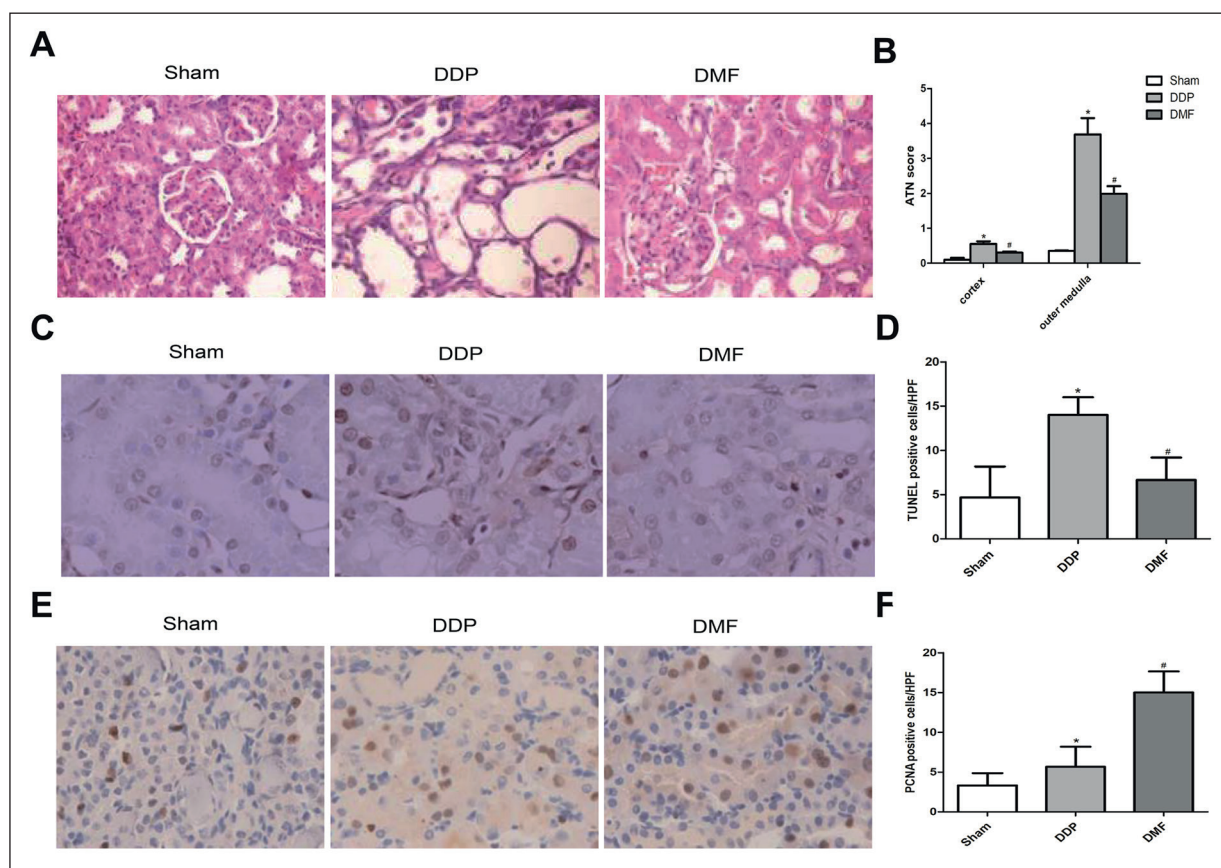 A
Sham DDP DMF
B
Sham
DDP
DMF
ATN score
5
4
3
2
1
0
*
#
*
#
cortex
outer medulla
C
Sham DDP DMF
D
TUNEL positive cells/HPF
20
15
10
5
0
*
#
Sham
DDP
DMF
E
Sham DDP DMF
F
PCNApositive cells/HPF
20
15
10
5
0
*
#
Sham
DDP
DMF